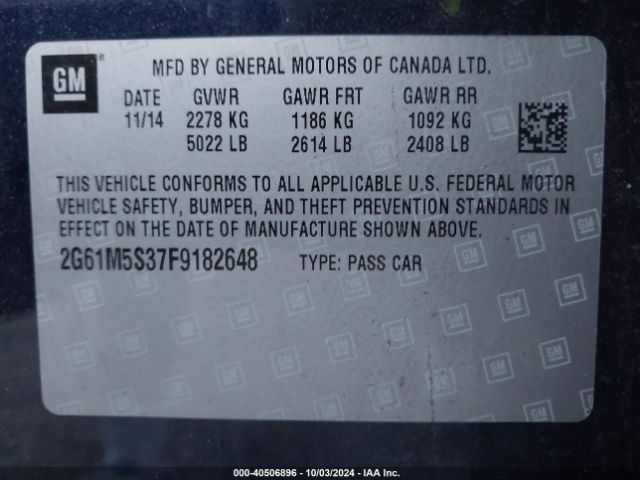 GM ®
MFD BY GENERAL MOTORS OF CANADA LTD.
DATE GVWR GAWR FRT GAWR RR
11/14 2278 KG 1186 KG 1092 KG
5022 LB 2614 LB 2408 LB
THIS VEHICLE CONFORMS TO ALL APPLICABLE U.S. FEDERAL MOTOR
VEHICLE SAFETY, BUMPER, AND THEFT PREVENTION STANDARDS IN
EFFECT ON THE DATE OF MANUFACTURE SHOWN ABOVE.
2G61M5S37F9182648 TYPE: PASS CAR
000-40506896 - 10/03/2024 - IAA Inc.